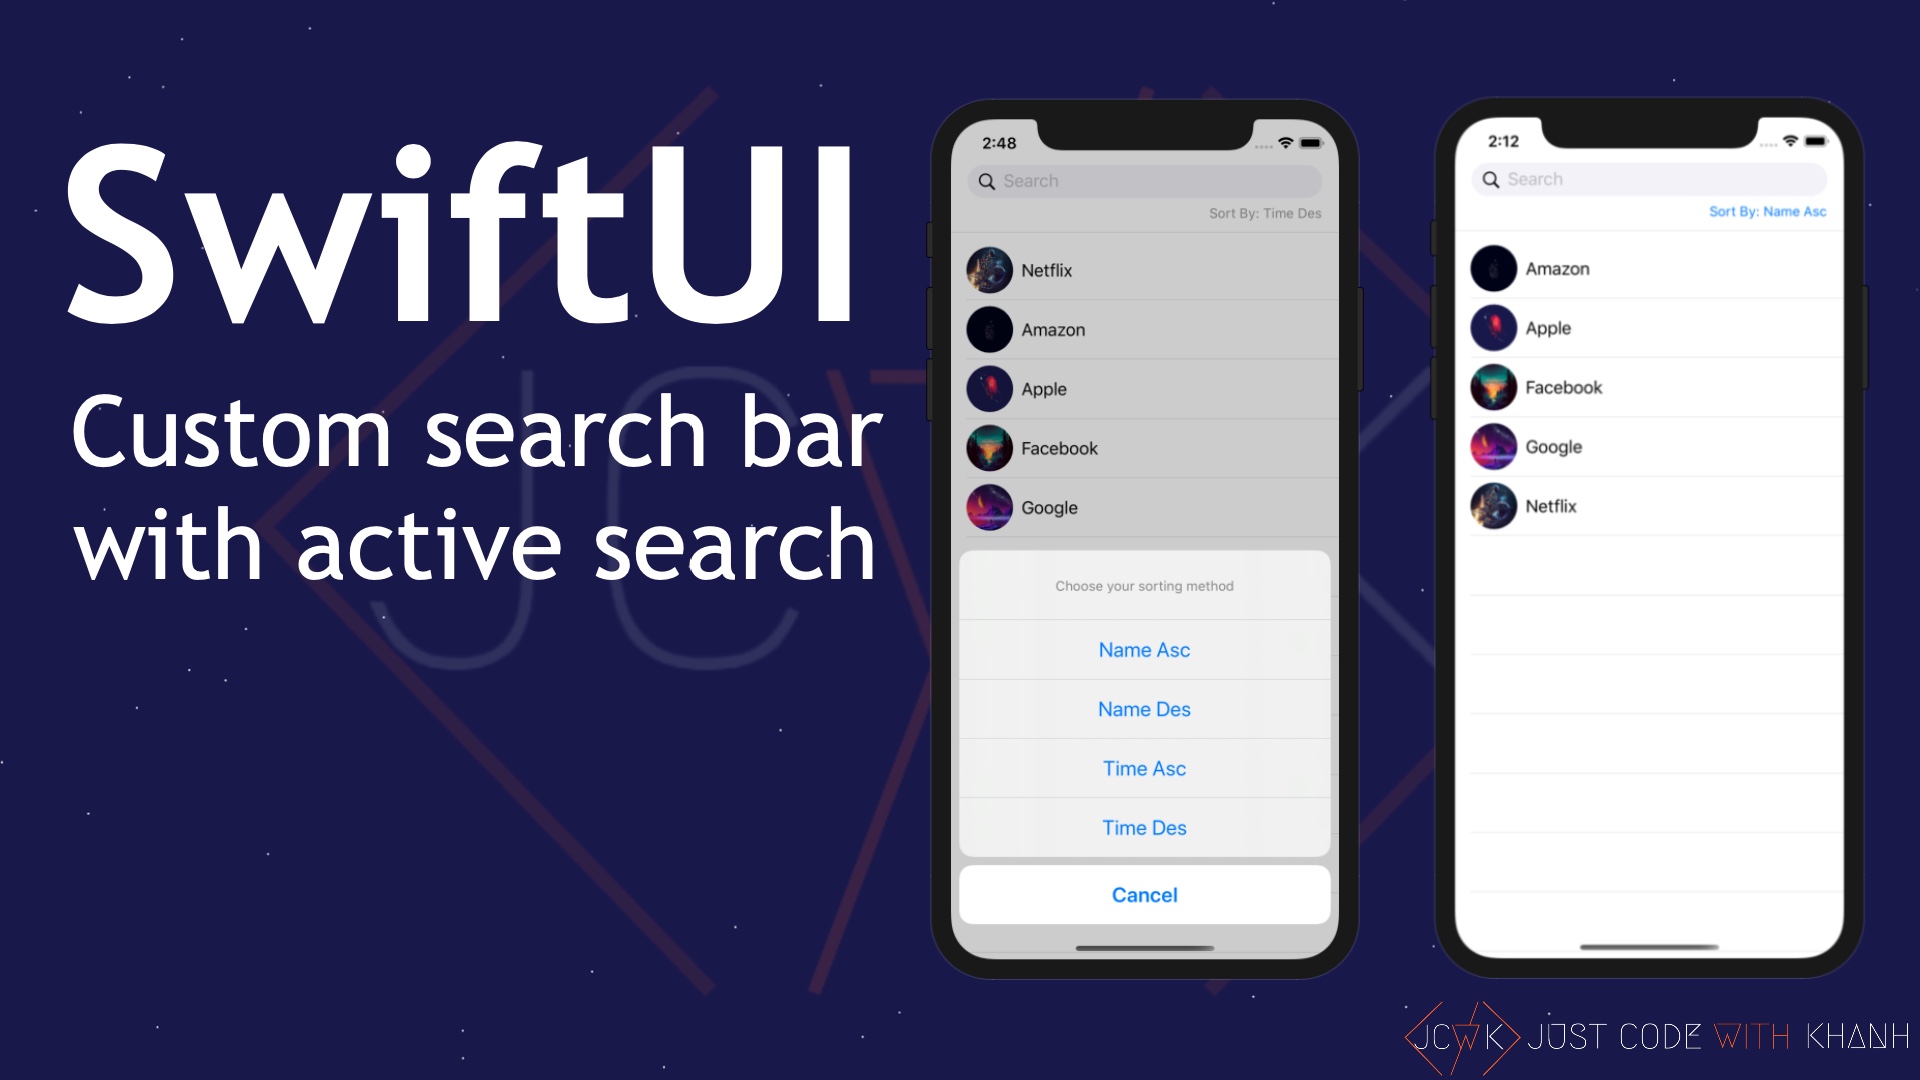 SwiftUI
Custom search bar
with active search
2:48
Search
Sort By: Time Des
Netflix
Amazon
Apple
Facebook
Google
Choose your sorting method
Name Asc
Name Des
Time Asc
Time Des
Cancel
2:12
Search
Sort By: Name Asc
Amazon
Apple
Facebook
Google
Netflix
JCWK JUST CODE WITH KHANH